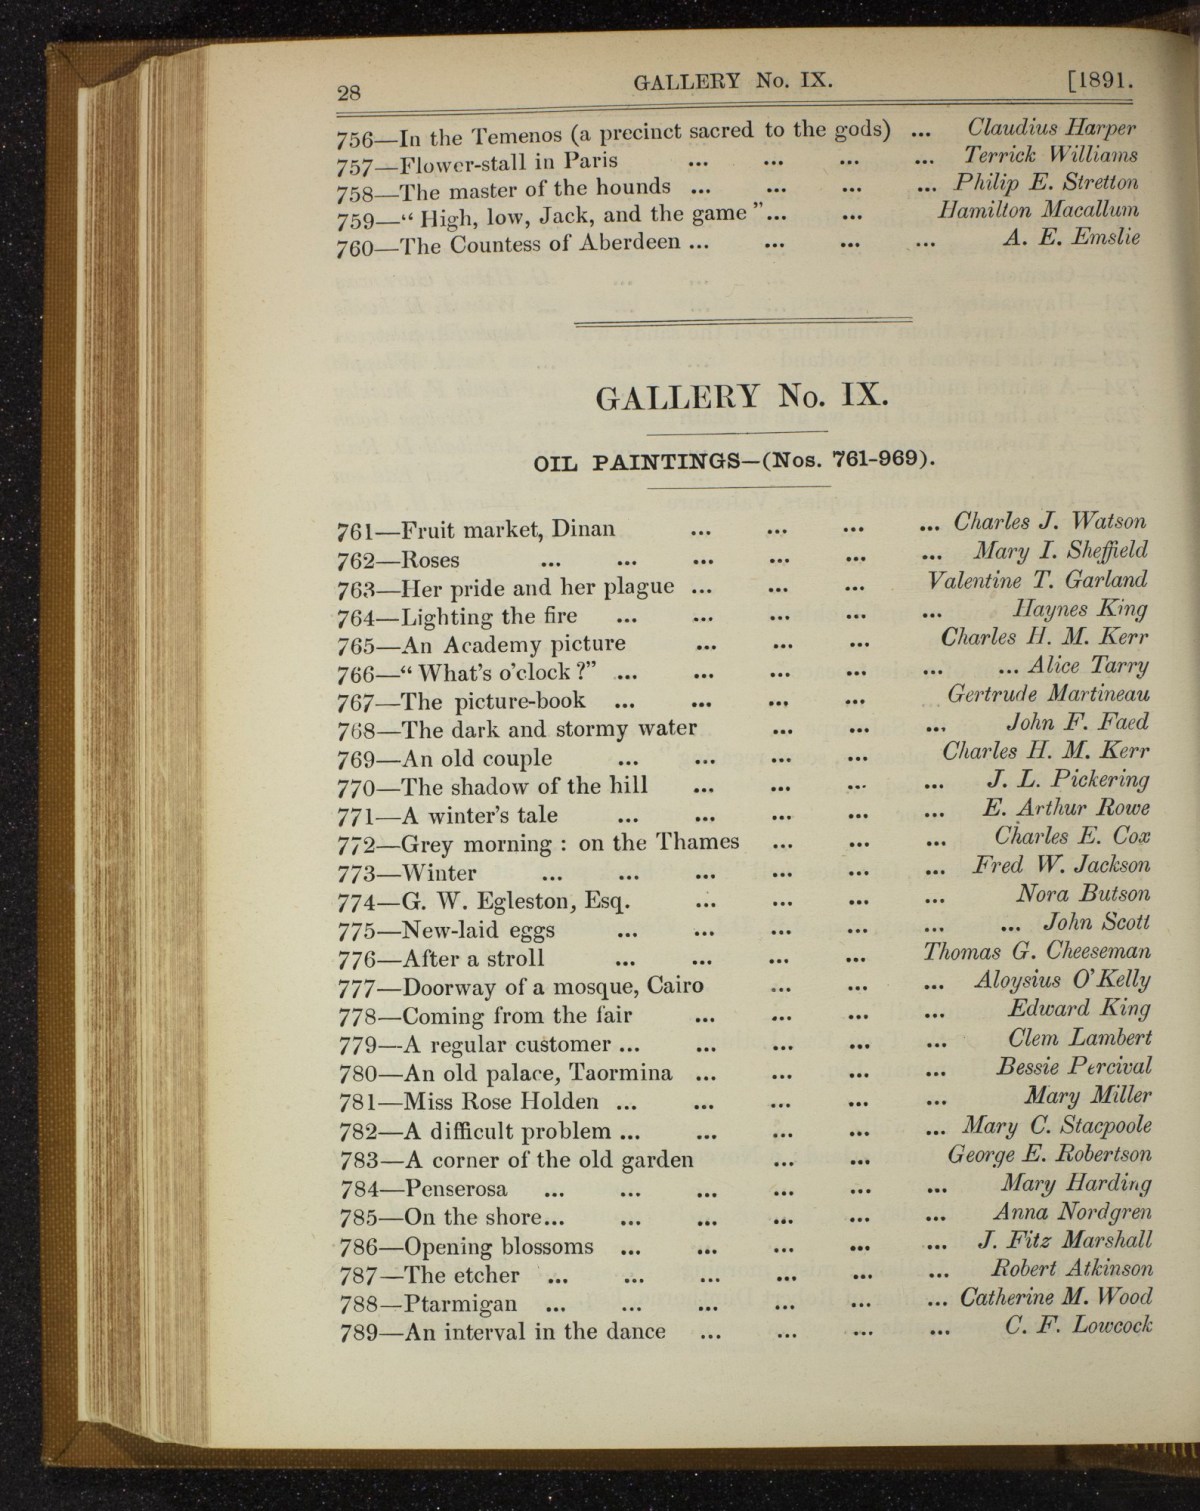 28 GALLERY No. IX. [1891.
756—In the Temenos (a precinct sacred to the gods) ... Claudius Harper
757—Flower-stall in Paris ... ... ... ... Terrick Williams
758—The master of the hounds ... ... ... ... Philip E. Stretton
759—“ High, low, Jack, and the game ”... ... Hamilton Macallum
760—The Countess of Aberdeen ... ... ... ... A. E. Emslie
GALLERY No. IX.
OIL PAINTINGS—(Nos. 761-969).
761—Fruit market, Dinan ... ... ... ... Charles J. Watson
762—Roses ... ... ... ... ... ... Mary I. Sheffield
763—Her pride and her plague ... ... ... Valentine T. Garland
764—Lighting the fire ... ... ... ... ... Haynes King
765—An Academy picture ... ... ... Charles H. M. Kerr
766—“ What's o'clock ?” ... ... ... ... ... ... Alice Tarry
767—The picture-book ... ... ... ... Gertrude Martineau
768—The dark and stormy water ... ... ... John F. Faed
769—An old couple ... ... ... ... Charles H. M. Kerr
770—The shadow of the hill ... ... ... ... J. L. Pickering
771—A winter's tale ... ... ... ... ... E. Arthur Rowe
772—Grey morning : on the Thames ... ... ... Charles E. Cox
773—Winter ... ... ... ... ... ... Fred W. Jackson
774—G. W. Egleston, Esq. ... ... ... ... Nora Butson
775—New-laid eggs ... ... ... ... ... ... John Scott
776—After a stroll ... ... ... ... Thomas G. Cheeseman
777—Doorway of a mosque, Cairo ... ... ... Aloysius O'Kelly
778—Coming from the fair ... ... ... ... Edward King
779—A regular customer ... ... ... ... ... Clem Lambert
780—An old palace, Taormina ... ... ... ... Bessie Percival
781—Miss Rose Holden ... ... ... ... ... Mary Miller
782—A difficult problem ... ... ... ... ... Mary C. Stacpoole
783—A corner of the old garden ... ... George E. Robertson
784—Penserosa ... ... ... ... ... ... Mary Harding
785—On the shore... ... ... ... ... ... Anna Nordgren
786—Opening blossoms ... ... ... ... ... J. Fitz Marshall
787—The etcher ... ... ... ... ... ... Robert Atkinson
788—Ptarmigan ... ... ... ... ... ... Catherine M. Wood
789—An interval in the dance ... ... ... ... C. F. Lowcock